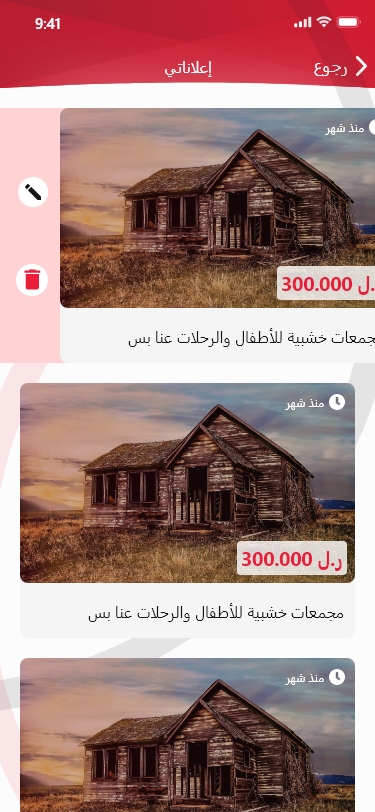 9:41
رجوع
إعلاناتي
منذ شهر
ر.ل 300.000
جمعات خشبية للأطفال والرحلات عنا بس
منذ شهر
ر.ل 300.000
مجمعات خشبية للأطفال والرحلات عنا بس
منذ شهر